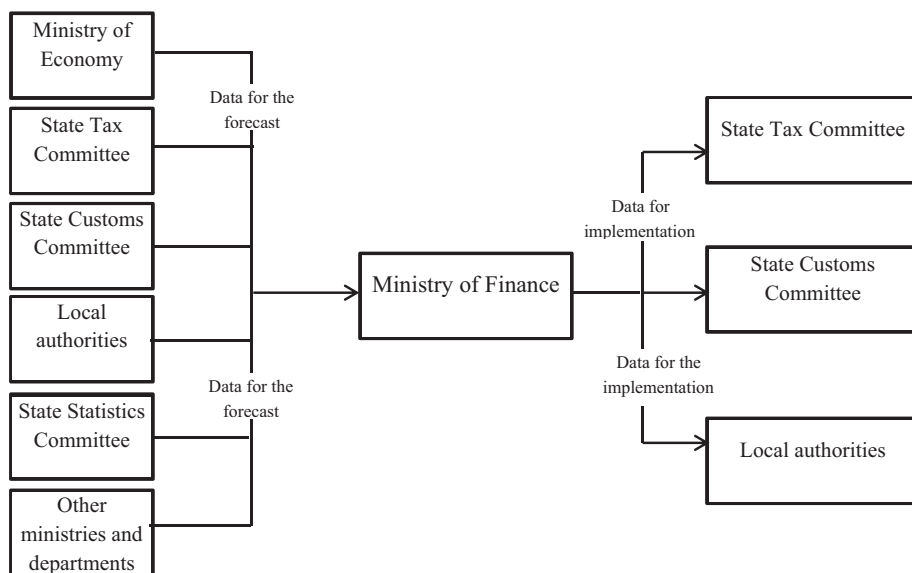 Ministry of
Economy
Data for the
forecast
State Tax
Committee
State Customs
Committee
Local
authorities
Data for the
forecast
State Statistics
Committee
Other
ministries and
departments
Ministry of Finance
Data for
implementation
Data for the
implementation
State Tax Committee
State Customs
Committee
Local authorities